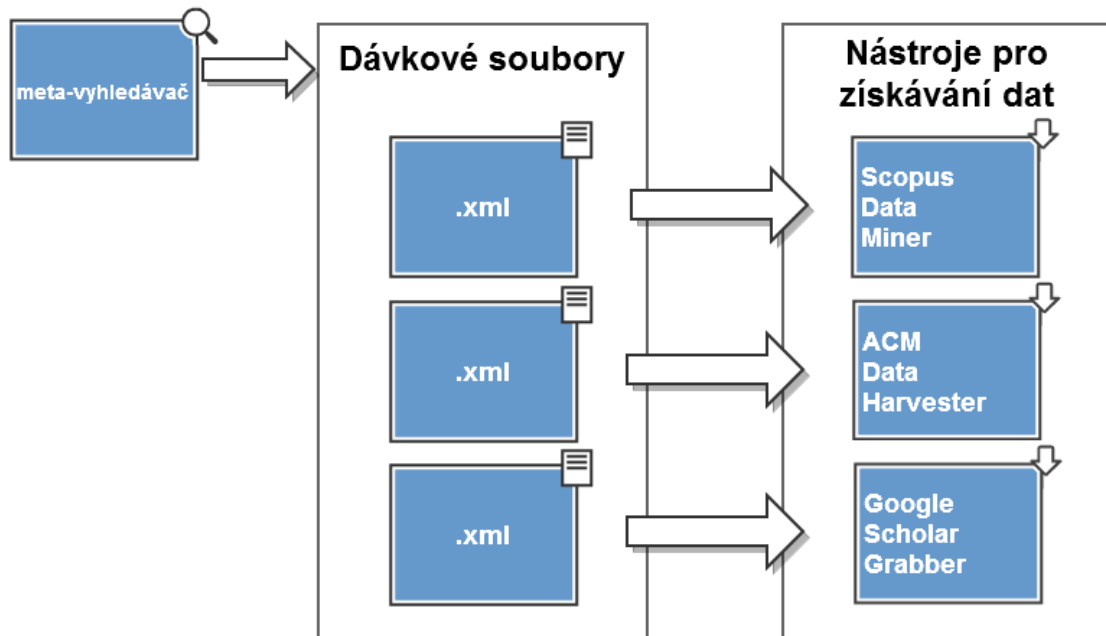 meta-vyhledávač
Dávkové soubory
.xml
.xml
.xml
Nástroje pro
získávání dat
Scopus
Data
Miner
ACM
Data
Harvester
Google
Scholar
Grabber